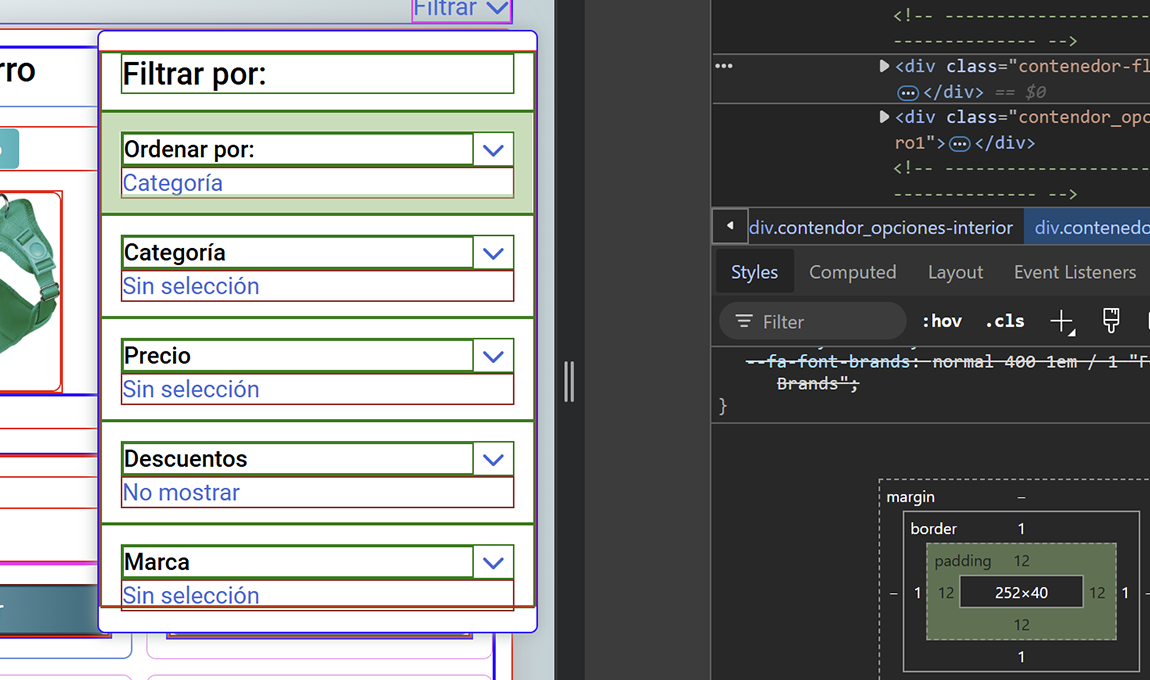 Filtrar
rro
Filtrar por:
Ordenar por:
Categoría
Categoría
Sin selección
Precio
Sin selección
Descuentos
No mostrar
Marca
Sin selección
<!-- --------------------
-------------- -->
<div class="contenedor-fl
</div> == $0
<div class="contendor_opc
ro1"> </div>
<!-- --------------------
-------------- -->
div.contendor_opciones-interior div.contenedo
Styles Computed Layout Event Listeners
Filter :hov .cls
--fa-font-brands: normal 400 1em / 1 "F
Brands";
}
margin –
border 1
padding 12
– 1 12 252×40 12 1 –
12
1